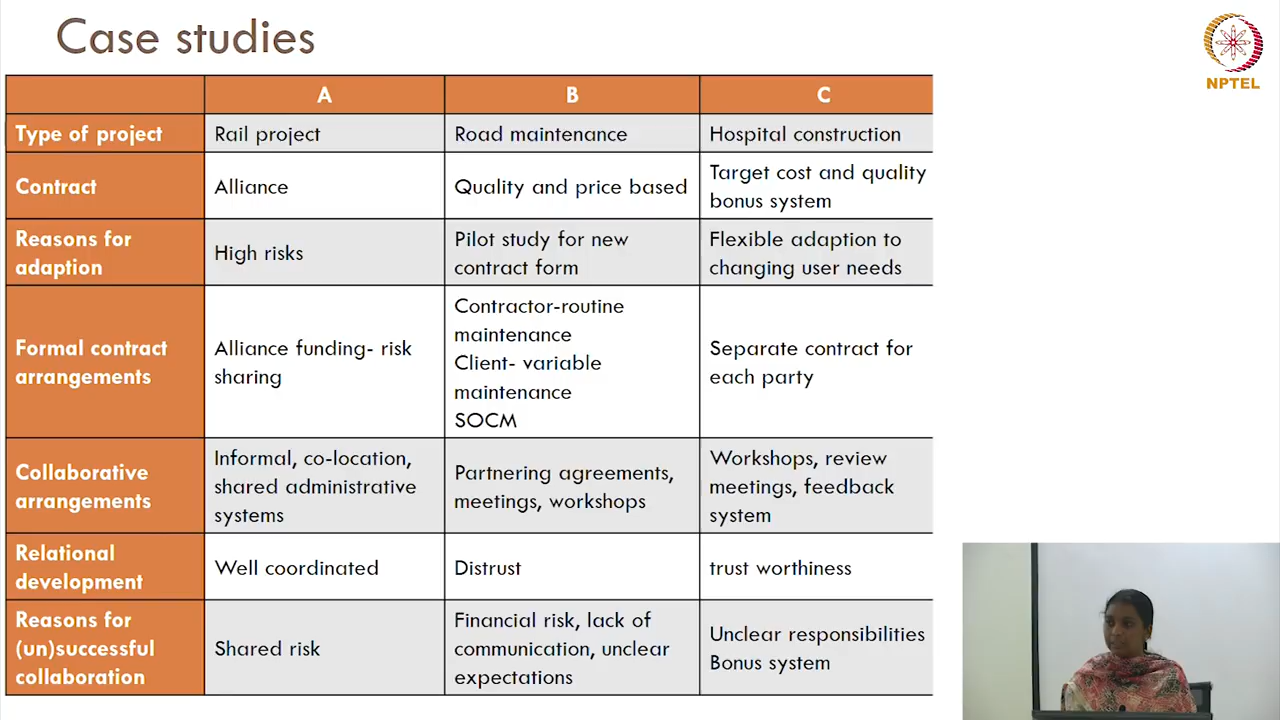 Case studies
NPTEL
A B C
Type of project Rail project Road maintenance Hospital construction
Contract Alliance Quality and price based Target cost and quality
bonus system
Reasons for
adaption High risks Pilot study for new
contract form Flexible adaption to
changing user needs
Formal contract
arrangements Alliance funding- risk
sharing Contractor-routine
maintenance
Client- variable
maintenance
SOCM Separate contract for
each party
Collaborative
arrangements Informal, co-location,
shared administrative
systems Partnering agreements,
meetings, workshops Workshops, review
meetings, feedback
system
Relational
development Well coordinated Distrust trust worthiness
Reasons for
(un)successful
collaboration Shared risk Financial risk, lack of
communication, unclear
expectations Unclear responsibilities
Bonus system